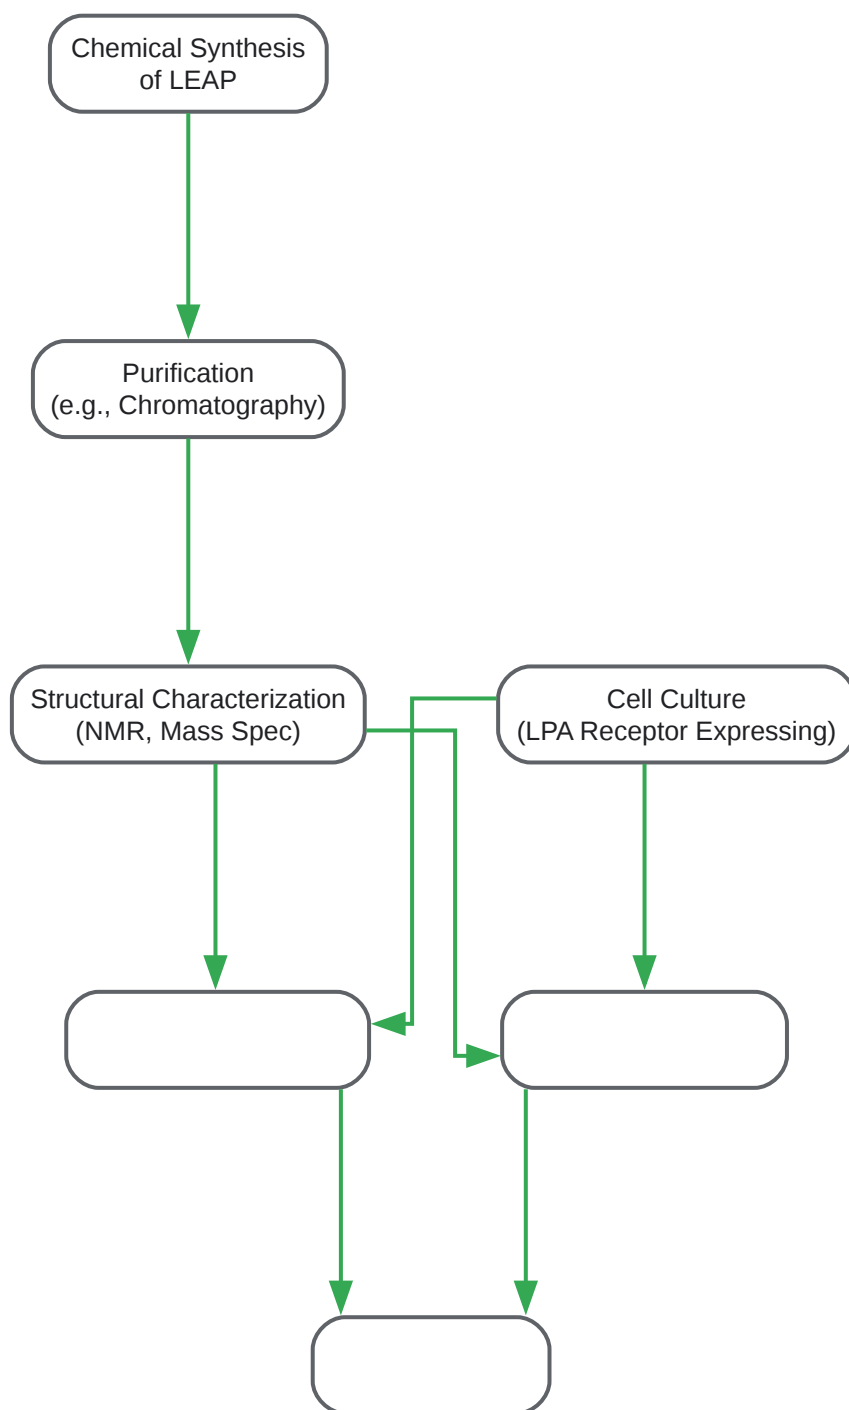 Chemical Synthesis
of LEAP
Purification
(e.g., Chromatography)
Structural Characterization
(NMR, Mass Spec)
Cell Culture
(LPA Receptor Expressing)